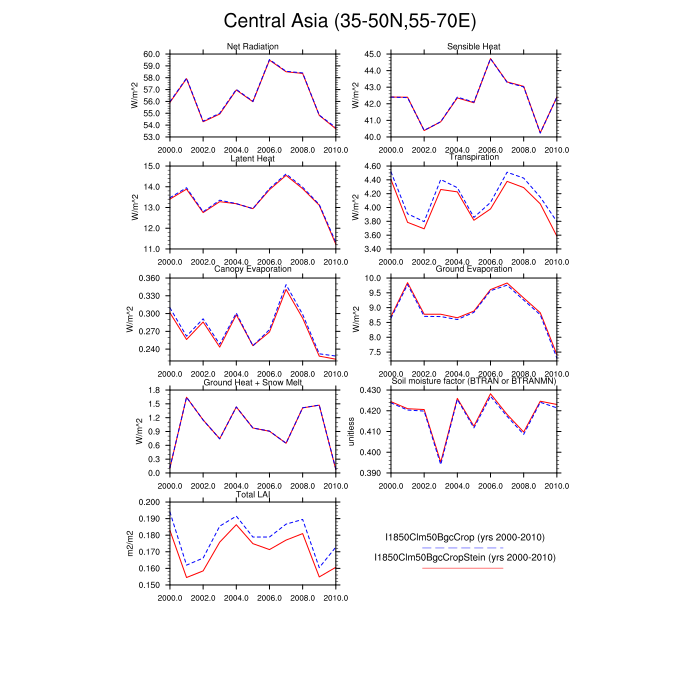 Central Asia (35-50N,55-70E)
Net Radiation
Sensible Heat
60.0
59.0
58.0
57.0
56.0
55.0
54.0
53.0
W/m^2
2000.0 2002.0 2004.0 2006.0 2008.0 2010.0
45.0
44.0
43.0
42.0
41.0
40.0
W/m^2
2000.0 2002.0 2004.0 2006.0 2008.0 2010.0
Latent Heat
Transpiration
15.0
14.0
13.0
12.0
11.0
W/m^2
2000.0 2002.0 2004.0 2006.0 2008.0 2010.0
4.60
4.40
4.20
4.00
3.80
3.60
3.40
W/m^2
2000.0 2002.0 2004.0 2006.0 2008.0 2010.0
Canopy Evaporation
Ground Evaporation
0.360
0.330
0.300
0.270
0.240
W/m^2
2000.0 2002.0 2004.0 2006.0 2008.0 2010.0
10.0
9.5
9.0
8.5
8.0
7.5
W/m^2
2000.0 2002.0 2004.0 2006.0 2008.0 2010.0
Ground Heat + Snow Melt
Soil moisture factor (BTRAN or BTRANMN)
1.8
1.5
1.2
0.9
0.6
0.3
0.0
W/m^2
2000.0 2002.0 2004.0 2006.0 2008.0 2010.0
0.430
0.420
0.410
0.400
0.390
unitless
2000.0 2002.0 2004.0 2006.0 2008.0 2010.0
Total LAI
0.200
0.190
0.180
0.170
0.160
0.150
m2/m2
2000.0 2002.0 2004.0 2006.0 2008.0 2010.0
I1850Clm50BgcCrop (yrs 2000-2010)
I1850Clm50BgcCropStein (yrs 2000-2010)